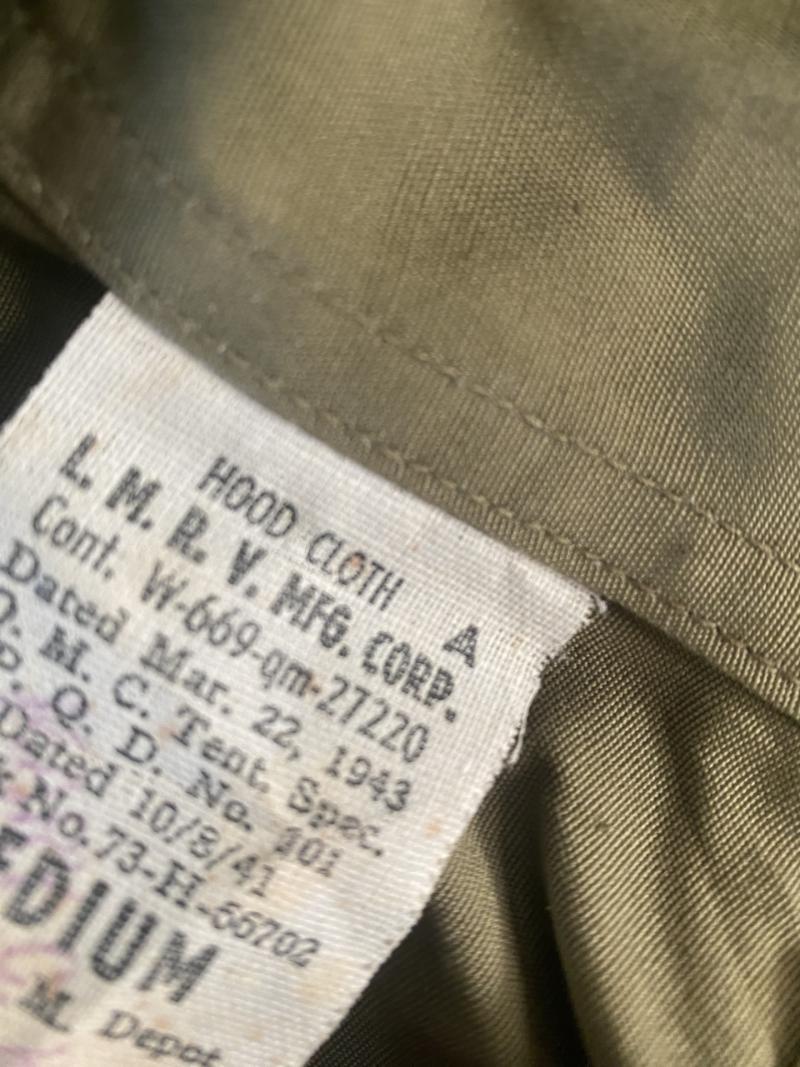 HOOD CLOTH A
L. M. R. V. MFG. CORP.
Cont. W-669-qm-27220
Dated Mar. 22, 1943
Q. M. C. Tent. Spec.
P. Q. D. No. 101
Dated 10/8/41
k No. 73-H-66702
EDIUM
M. Depot